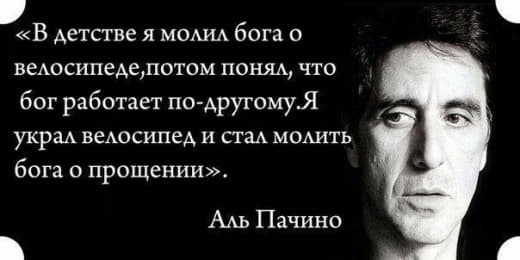 «В детстве я молил бога о
велосипеде,потом понял, что
бог работает по-другому.Я
украл велосипед и стал молить
бога о прощении».
Аль Пачино